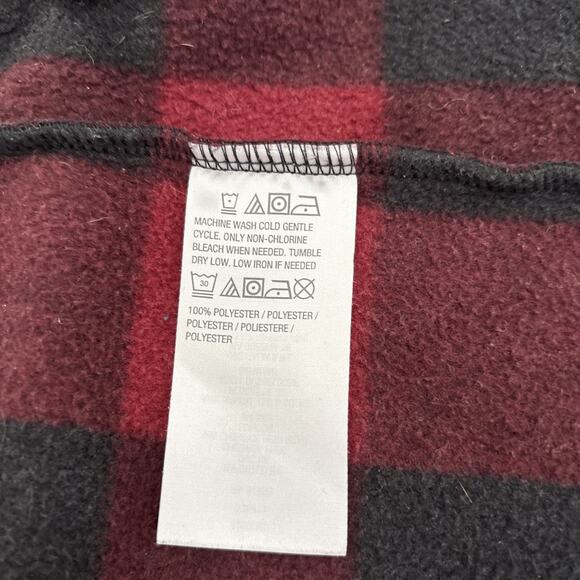 MACHINE WASH COLD GENTLE
CYCLE. ONLY NON-CHLORINE
BLEACH WHEN NEEDED. TUMBLE
DRY LOW. LOW IRON IF NEEDED
30
100% POLYESTER / POLYESTER /
POLYESTER / POLIESTERE /
POLYESTER